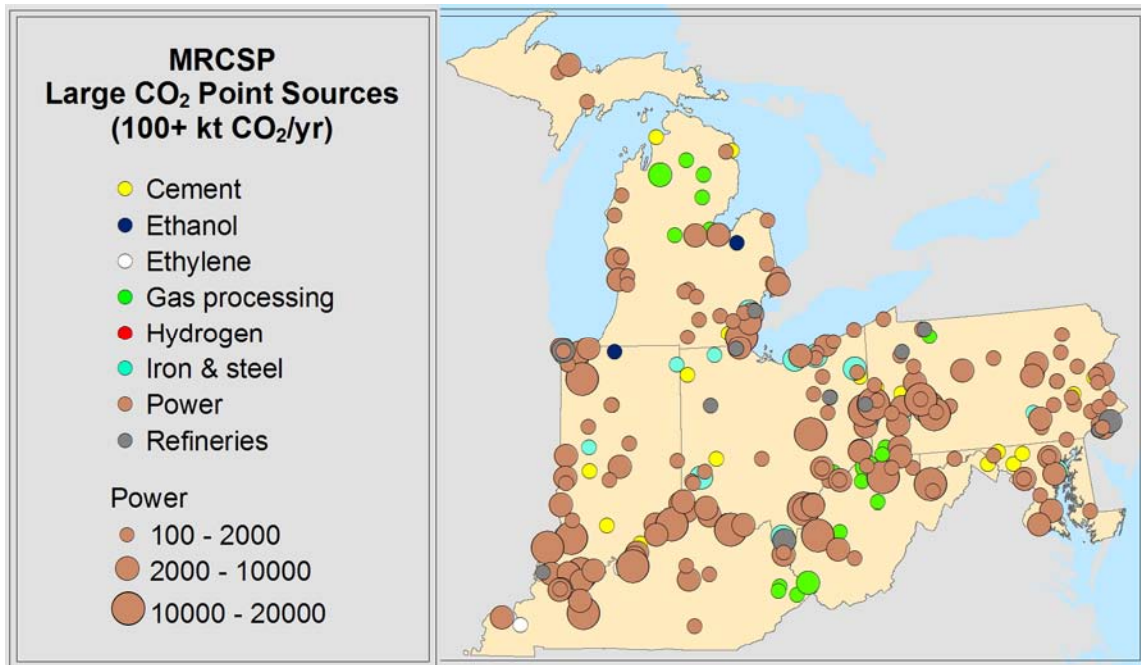 MRCSP
Large CO₂ Point Sources
(100+ kt CO₂/yr)
Cement
Ethanol
Ethylene
Gas processing
Hydrogen
Iron & steel
Power
Refineries
Power
100 - 2000
2000 - 10000
10000 - 20000